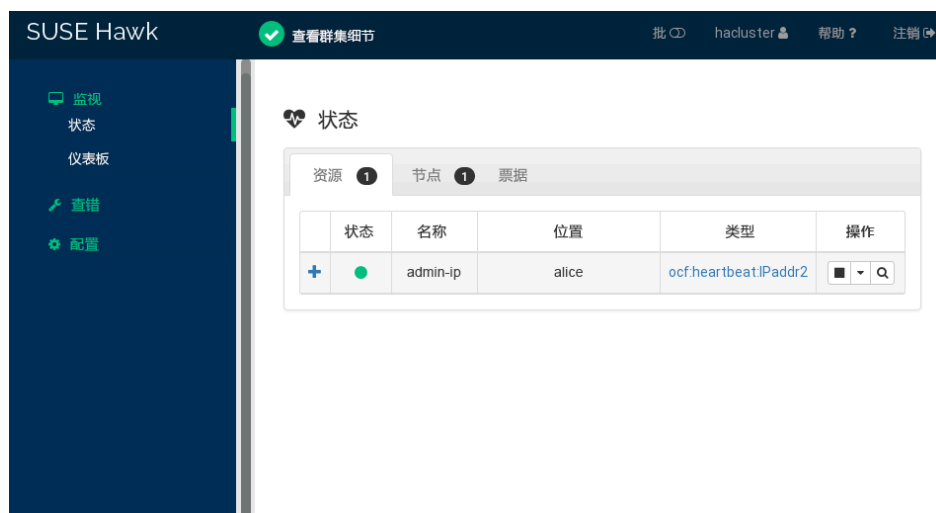 SUSE Hawk 查看群集细节 批 hacluster 帮助 ? 注销
监视
状态
仪表板
查错
配置
状态
资源 1 节点 1 票据
状态 名称 位置 类型 操作
admin-ip alice ocf:heartbeat:IPaddr2